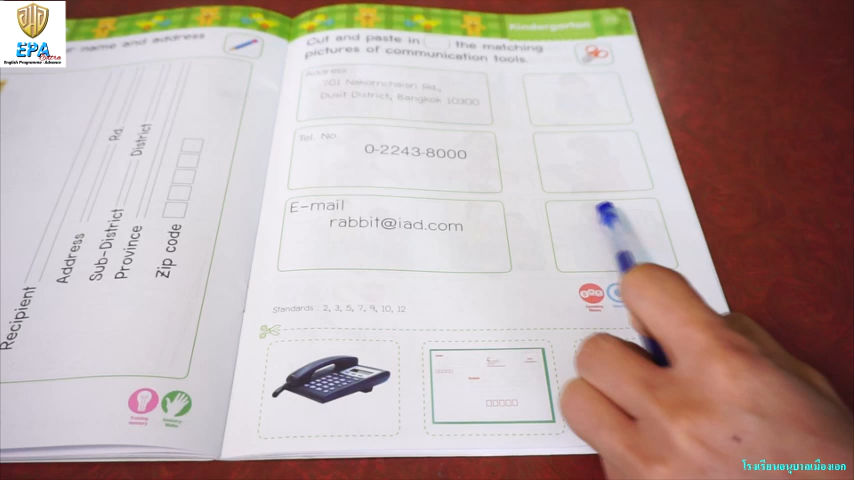 EPA
Extra
English Programme Advance
name and address
Recipient
Address
Rd.
Sub-District
District
Province
Zip code
Kindergarten
Cut and paste in the matching
pictures of communication tools.
Address
701 Nakornchaisri Rd.,
Dusit District, Bangkok 10300
Tel. No
0-2243-8000
E-mail
rabbit@iad.com
Standards : 2, 3, 5, 7, 9, 10, 12
โรงเรียนอนุบาลเมืองเอก